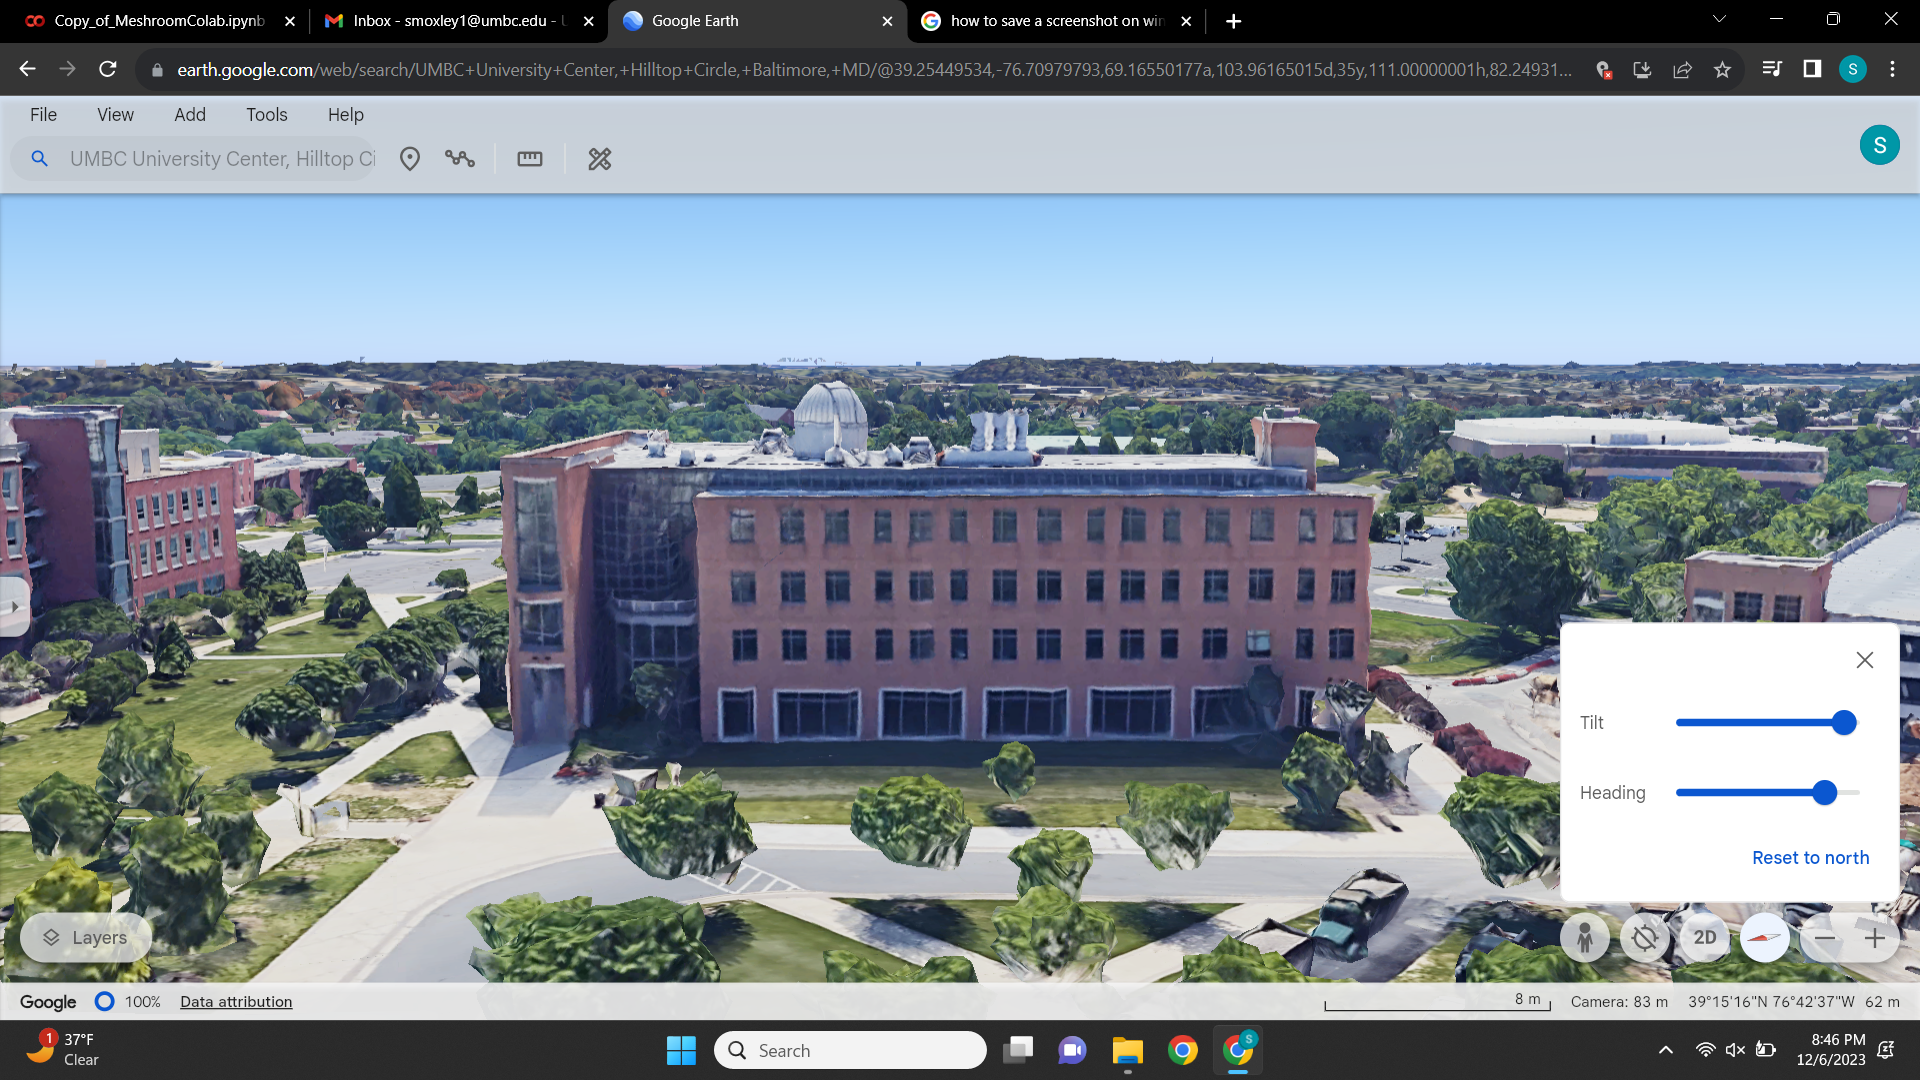 Copy_of_MeshroomColab.ipynb
Inbox - smoxley1@umbc.edu - U
Google Earth
how to save a screenshot on win
earth.google.com/web/search/UMBC+University+Center,+Hilltop+Circle,+Baltimore,+MD/@39.25449534,-76.70979793,69.16550177a,103.96165015d,35y,111.00000001h,82.24931...
S
File View Add Tools Help
UMBC University Center, Hilltop Ci
S
Tilt
Heading
Reset to north
Layers
2D
Google 100% Data attribution
8 m Camera: 83 m 39°15'16"N 76°42'37"W 62 m
1
37°F
Clear
Search
S
8:46 PM
12/6/2023